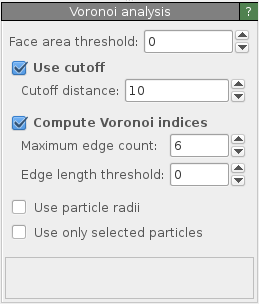 Voronoi analysis ?
Face area threshold: 0
Use cutoff
Cutoff distance: 10
Compute Voronoi indices
Maximum edge count: 6
Edge length threshold: 0
Use particle radii
Use only selected particles